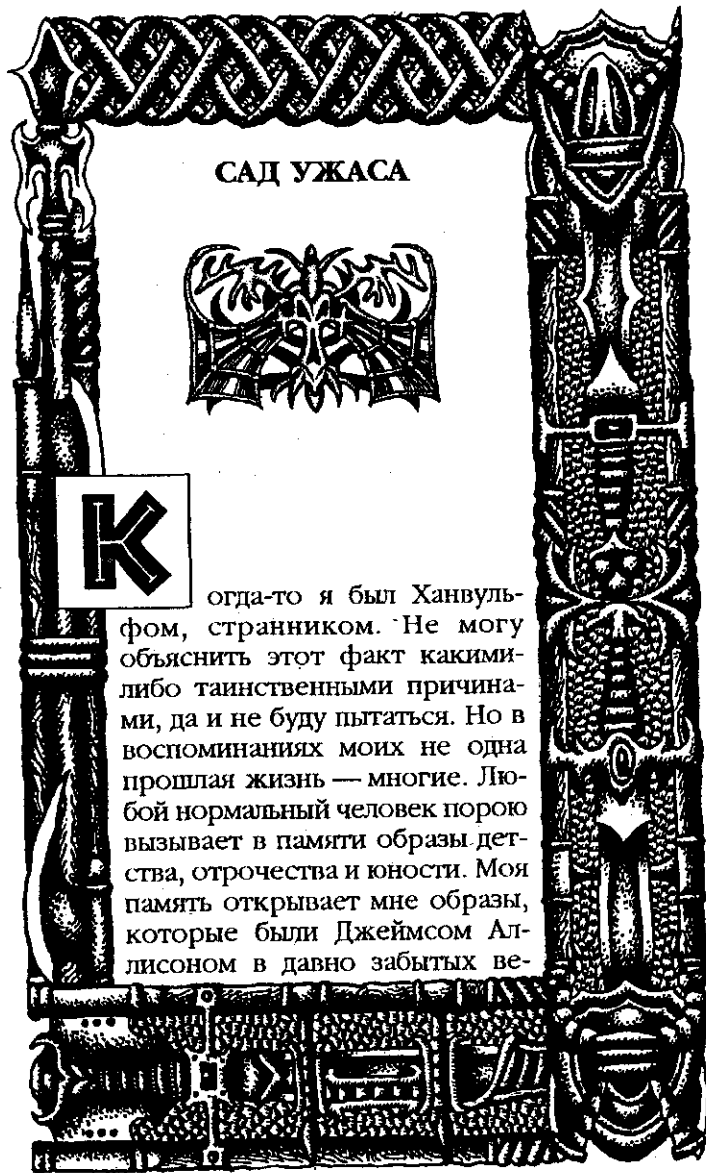 САД УЖАСА
Когда-то я был Ханвуль-
фом, странником. Не могу
объяснить этот факт какими-
либо таинственными причина-
ми, да и не буду пытаться. Но в
воспоминаниях моих не одна
прошлая жизнь — многие. Лю-
бой нормальный человек порою
вызывает в памяти образы дет-
ства, отрочества и юности. Моя
память открывает мне образы,
которые были Джеймсом Ал-
лисоном в давно забытых ве-